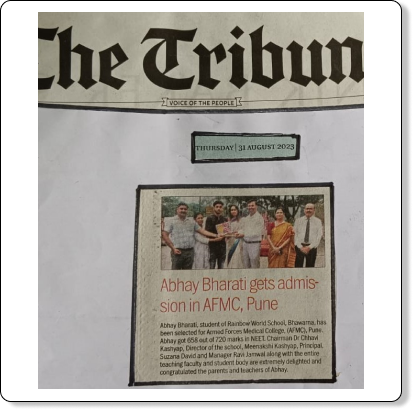 The Tribun
VOICE OF THE PEOPLE
THURSDAY | 31 AUGUST 2023
Abhay Bharati gets admis-
sion in AFMC, Pune
Abhay Bharati, student of Rainbow World School, Bhawarna, has
been selected for Armed Forces Medical College, (AFMC), Pune.
Abhay got 658 out of 720 marks in NEET. Chairman Dr Chhavi
Kashyap, Director of the school, Meenakshi Kashyap, Principal,
Suzana David and Manager Ravi Jamwal along with the entire
teaching faculty and student body are extremely delighted and
congratulated the parents and teachers of Abhay.